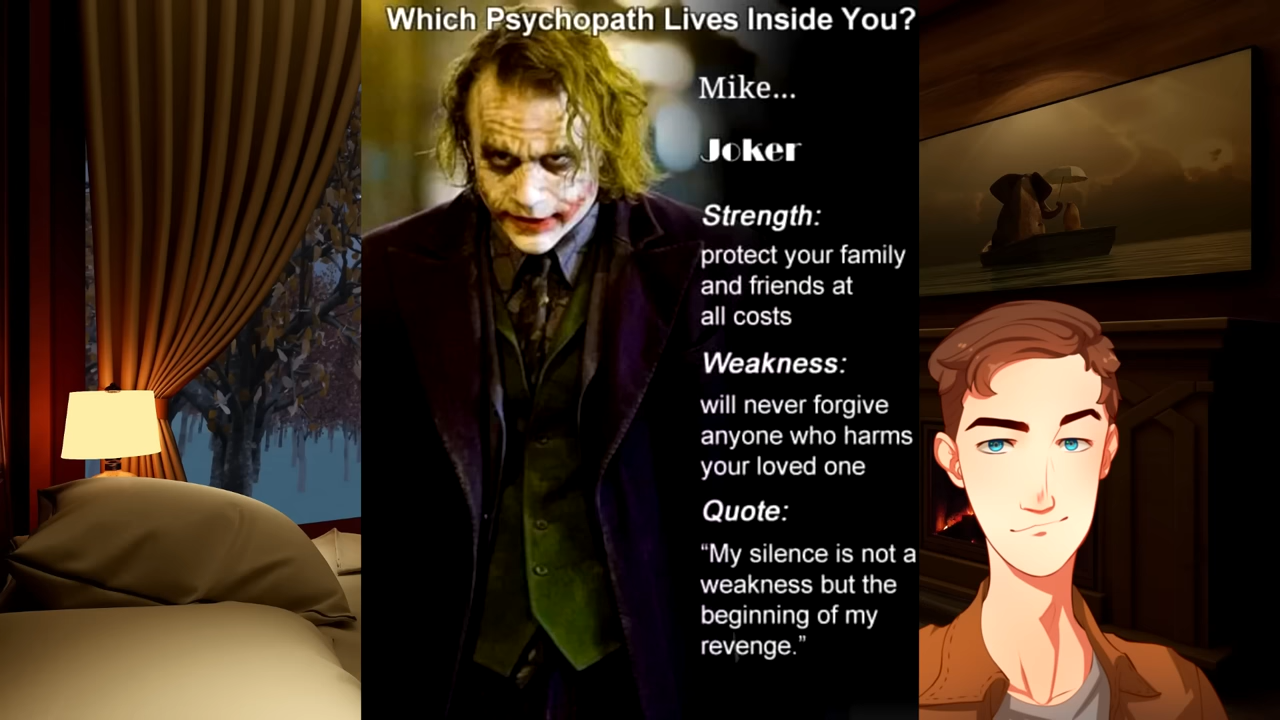 Which Psychopath Lives Inside You?
Mike...
Joker
Strength:
protect your family
and friends at
all costs
Weakness:
will never forgive
anyone who harms
your loved one
Quote:
“My silence is not a
weakness but the
beginning of my
revenge.”